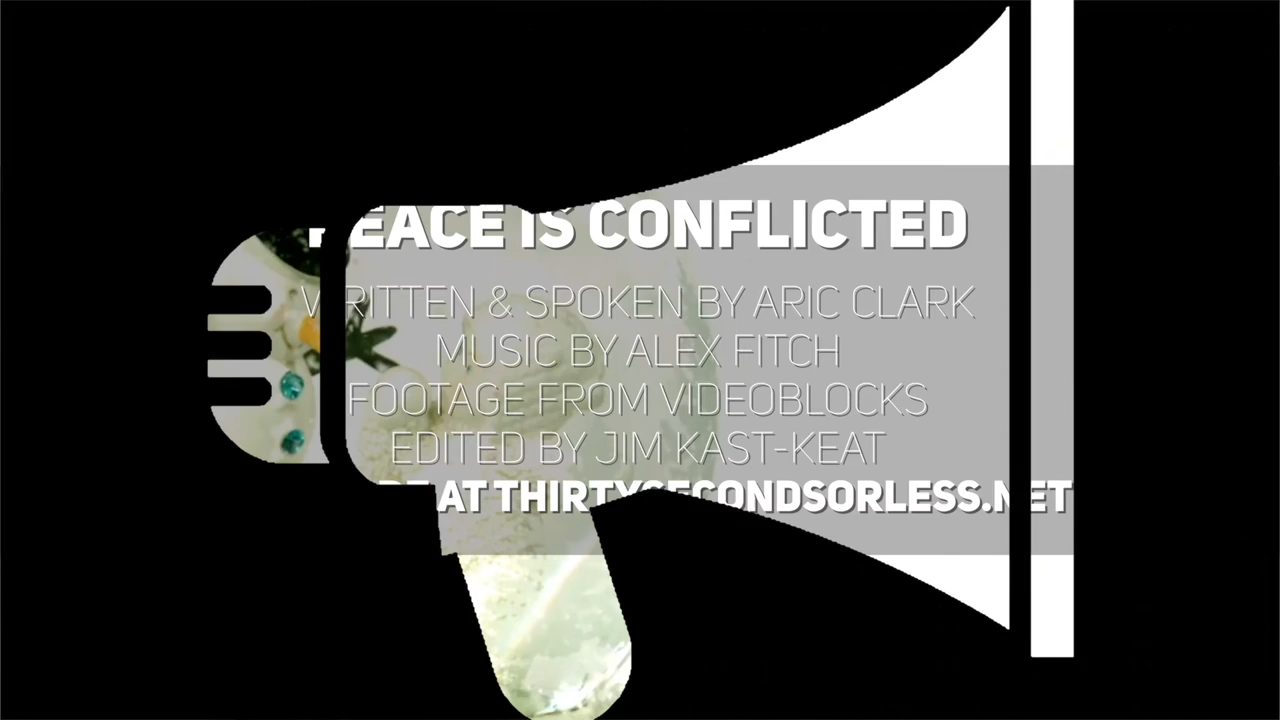 PEACE IS CONFLICTED
WRITTEN & SPOKEN BY ARIC CLARK
MUSIC BY ALEX FITCH
FOOTAGE FROM VIDEOBLOCKS
EDITED BY JIM KAST-KEAT
AT THIRTYSECONDSORLESS.NET